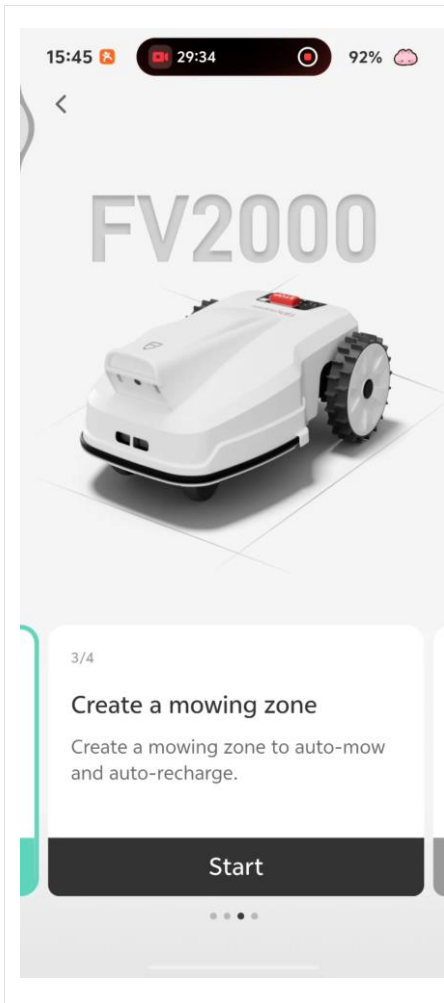 15:45
29:34
92%
FV2000
3/4
Create a mowing zone
Create a mowing zone to auto-mow
and auto-recharge.
Start